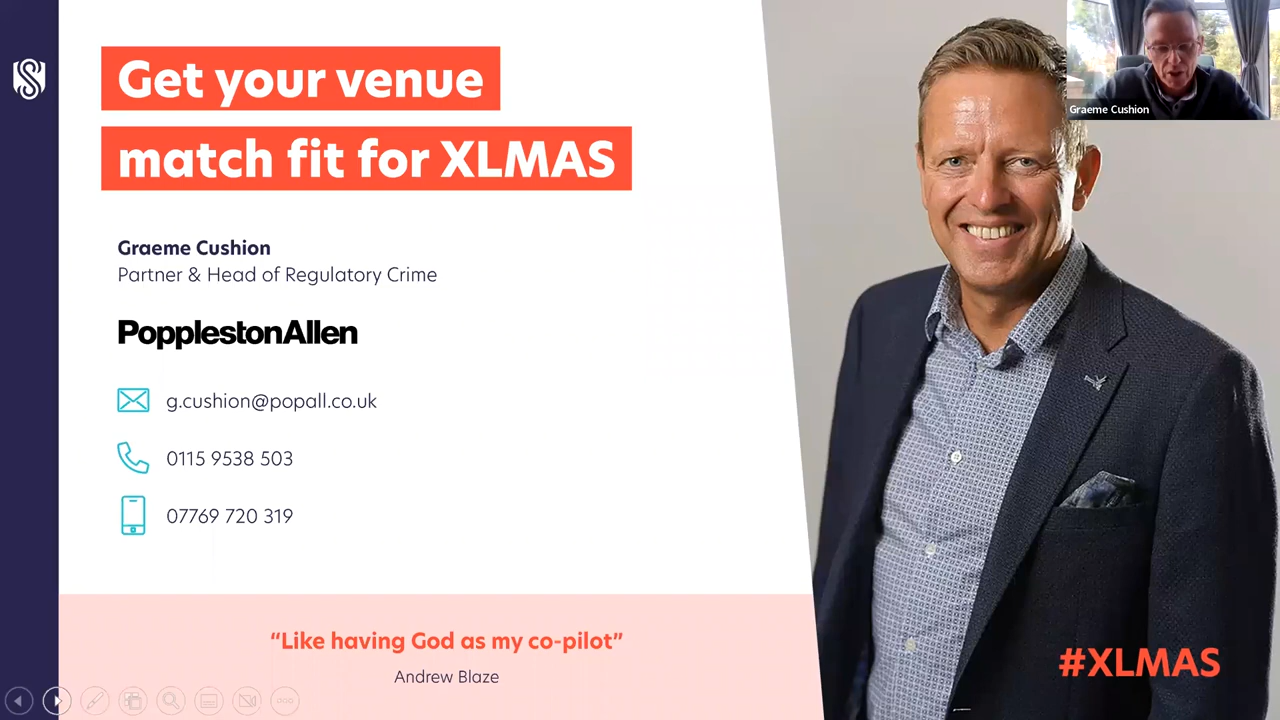 Get your venue
match fit for XLMAS
Graeme Cushion
Partner & Head of Regulatory Crime
PopplestonAllen
g.cushion@popall.co.uk
0115 9538 503
07769 720 319
“Like having God as my co-pilot”
Andrew Blaze
#XLMAS
Graeme Cushion